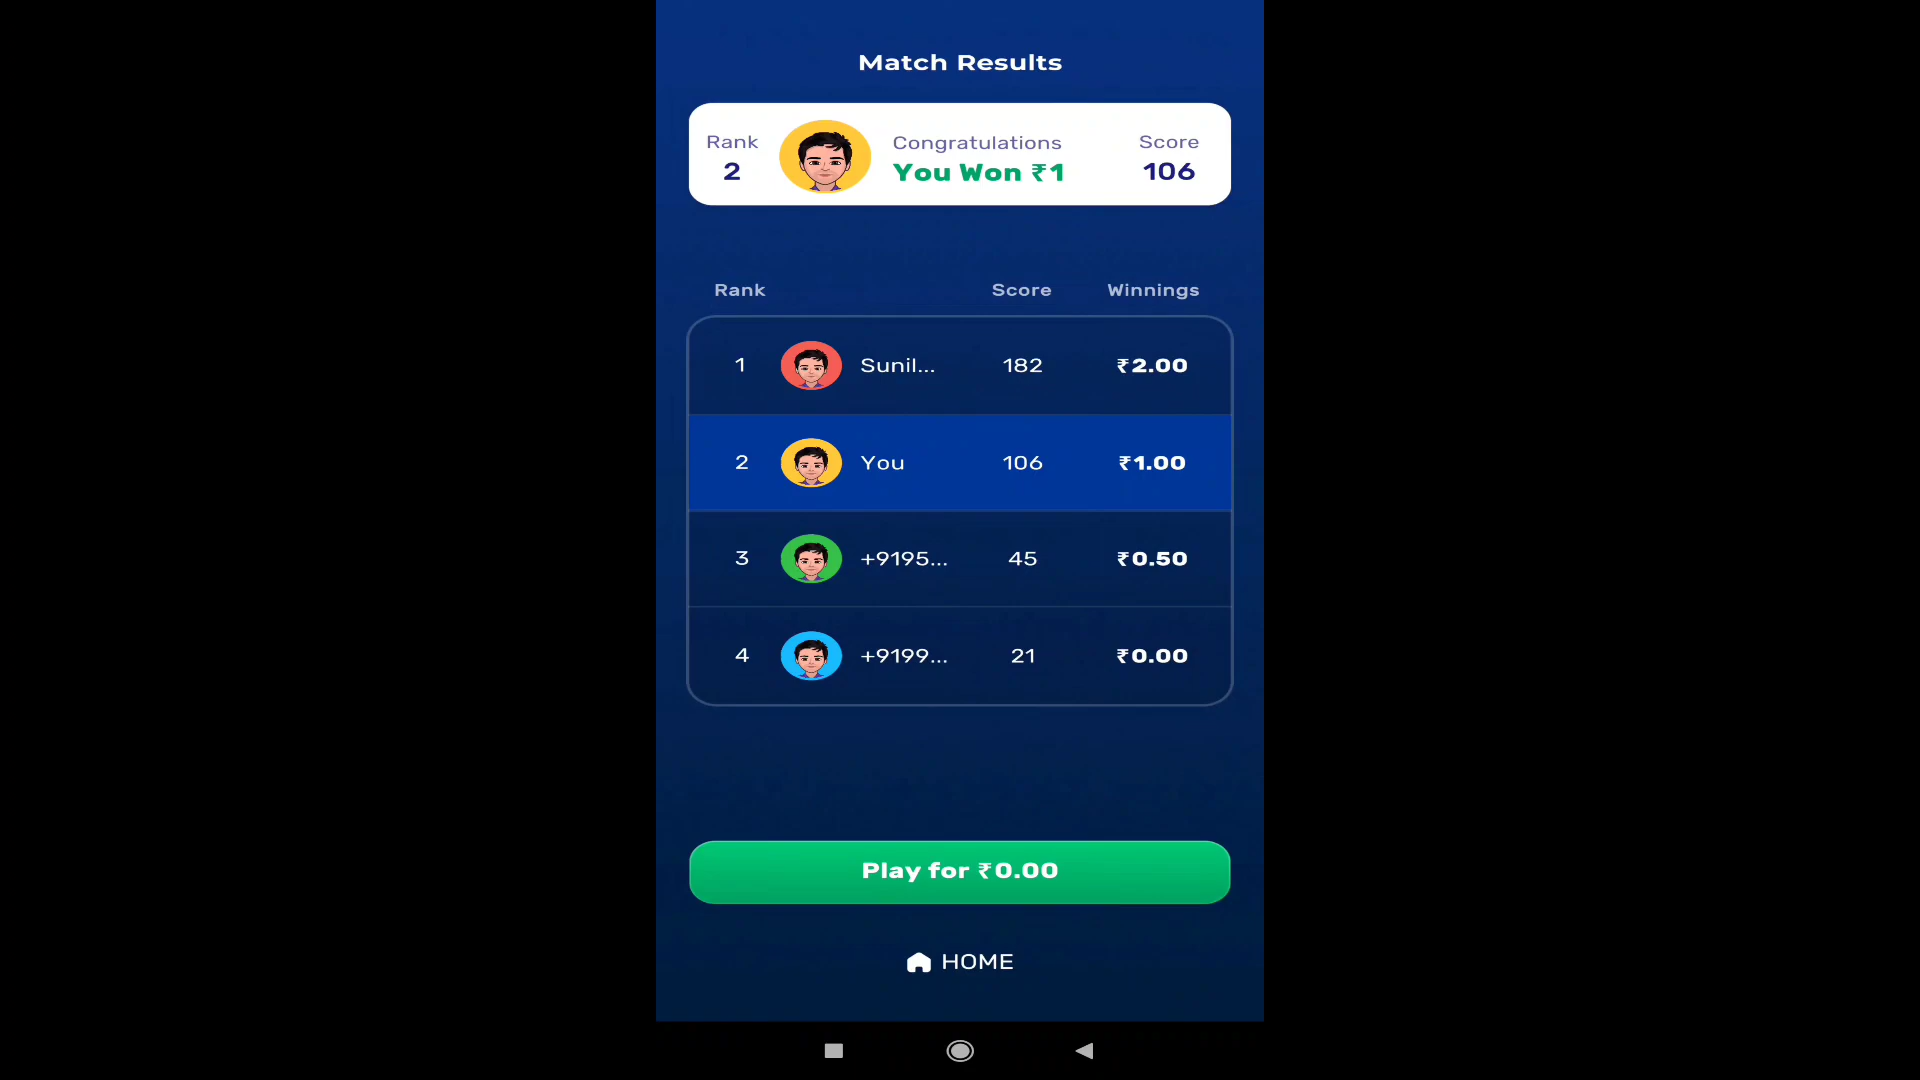 Match Results
Rank Congratulations Score
2 You Won ₹1 106
Rank Score Winnings
1 Sunil... 182 ₹2.00
2 You 106 ₹1.00
3 +9195... 45 ₹0.50
4 +9199... 21 ₹0.00
Play for ₹0.00
HOME